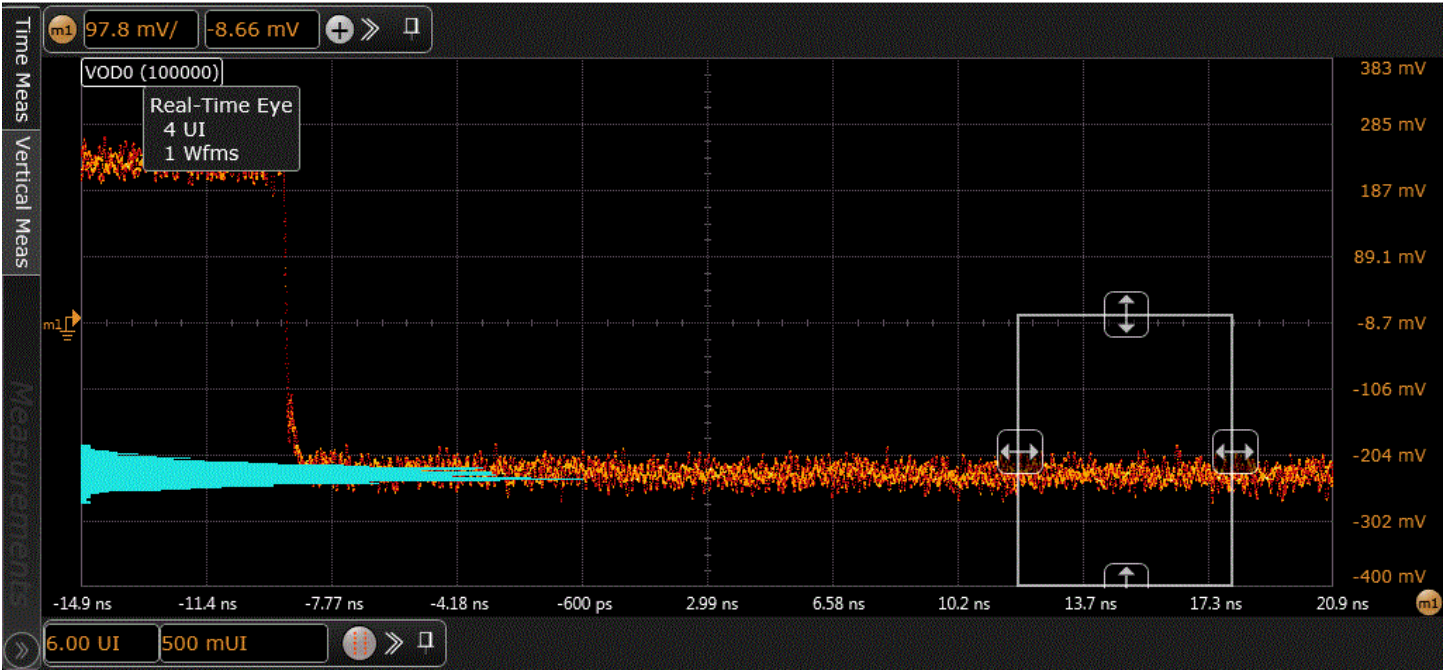 Time Meas
Vertical Meas
Measurements
m1 97.8 mV/ -8.66 mV
VOD0 (100000)
Real-Time Eye
4 UI
1 Wfms
383 mV
285 mV
187 mV
89.1 mV
m1
-8.7 mV
-106 mV
-204 mV
-302 mV
-400 mV
-14.9 ns -11.4 ns -7.77 ns -4.18 ns -600 ps 2.99 ns 6.58 ns 10.2 ns 13.7 ns 17.3 ns 20.9 ns m1
6.00 UI 500 mUI